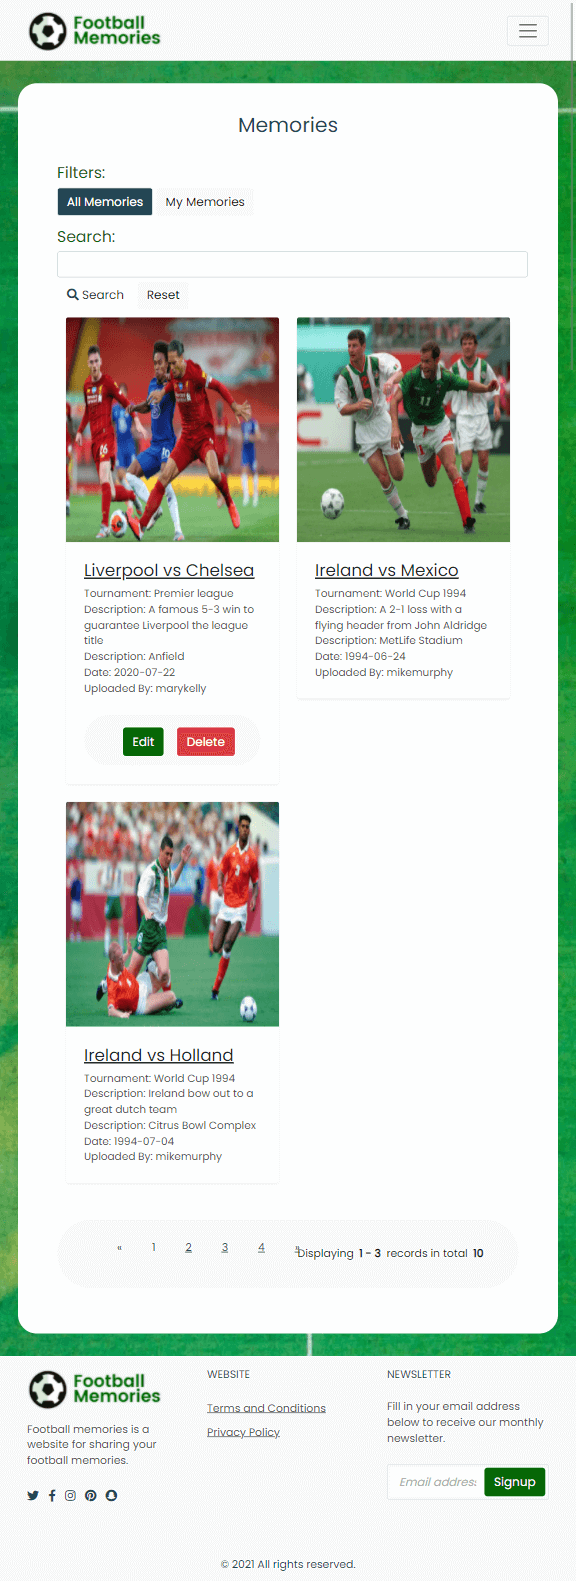 Football
Memories
Memories
Filters:
All Memories My Memories
Search:
Search Reset
Liverpool vs Chelsea
Tournament: Premier league
Description: A famous 5-3 win to
guarantee Liverpool the league
title
Description: Anfield
Date: 2020-07-22
Uploaded By: marykelly
Edit Delete
Ireland vs Mexico
Tournament: World Cup 1994
Description: A 2-1 loss with a
flying header from John Aldridge
Description: MetLife Stadium
Date: 1994-06-24
Uploaded By: mikemurphy
Ireland vs Holland
Tournament: World Cup 1994
Description: Ireland bow out to a
great dutch team
Description: Citrus Bowl Complex
Date: 1994-07-04
Uploaded By: mikemurphy
« 1 2 3 4 »
Displaying 1 - 3 records in total 10
Football
Memories
Football memories is a
website for sharing your
football memories.
WEBSITE
Terms and Conditions
Privacy Policy
NEWSLETTER
Fill in your email address
below to receive our monthly
newsletter.
Email address Signup
© 2021 All rights reserved.